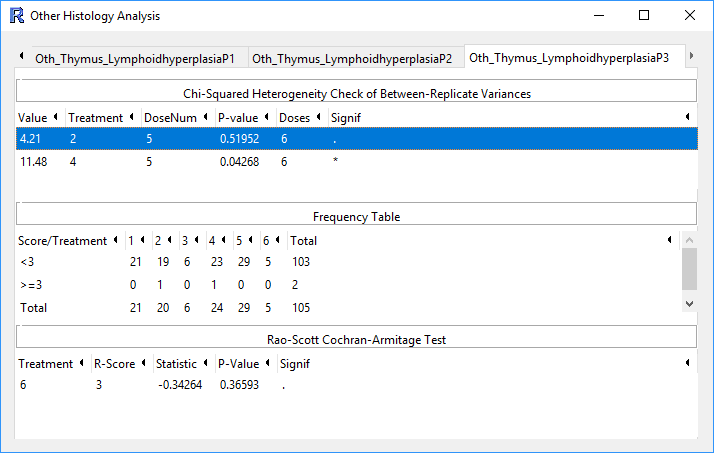 Other Histology Analysis
Oth_Thymus_LymphoidhyperplasiaP1 Oth_Thymus_LymphoidhyperplasiaP2 Oth_Thymus_LymphoidhyperplasiaP3
Chi-Squared Heterogeneity Check of Between-Replicate Variances
Value Treatment DoseNum P-value Doses Signif
4.21 2 5 0.51952 6 .
11.48 4 5 0.04268 6 *
Frequency Table
Score/Treatment 1 2 3 4 5 6 Total
<3 21 19 6 23 29 5 103
>=3 0 1 0 1 0 0 2
Total 21 20 6 24 29 5 105
Rao-Scott Cochran-Armitage Test
Treatment R-Score Statistic P-Value Signif
6 3 -0.34264 0.36593 .